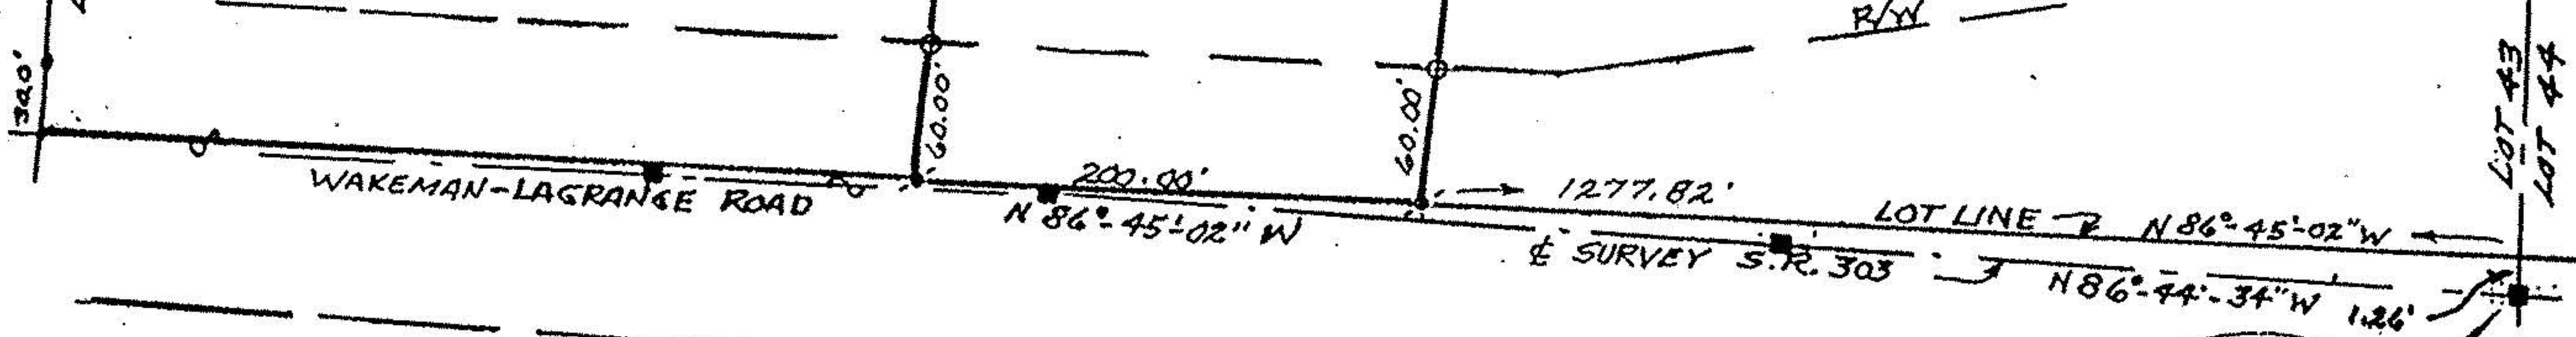 R/W
30.0'
60.00'
60.00'
LOT 43
LOT 44
WAKEMAN-LAGRANGE ROAD
200.00'
N 86°-45'-02" W
1277.82'
LOT LINE
N 86°-45'-02" W
℄ SURVEY S.R. 303
N 86°-44'-34" W
1.26'